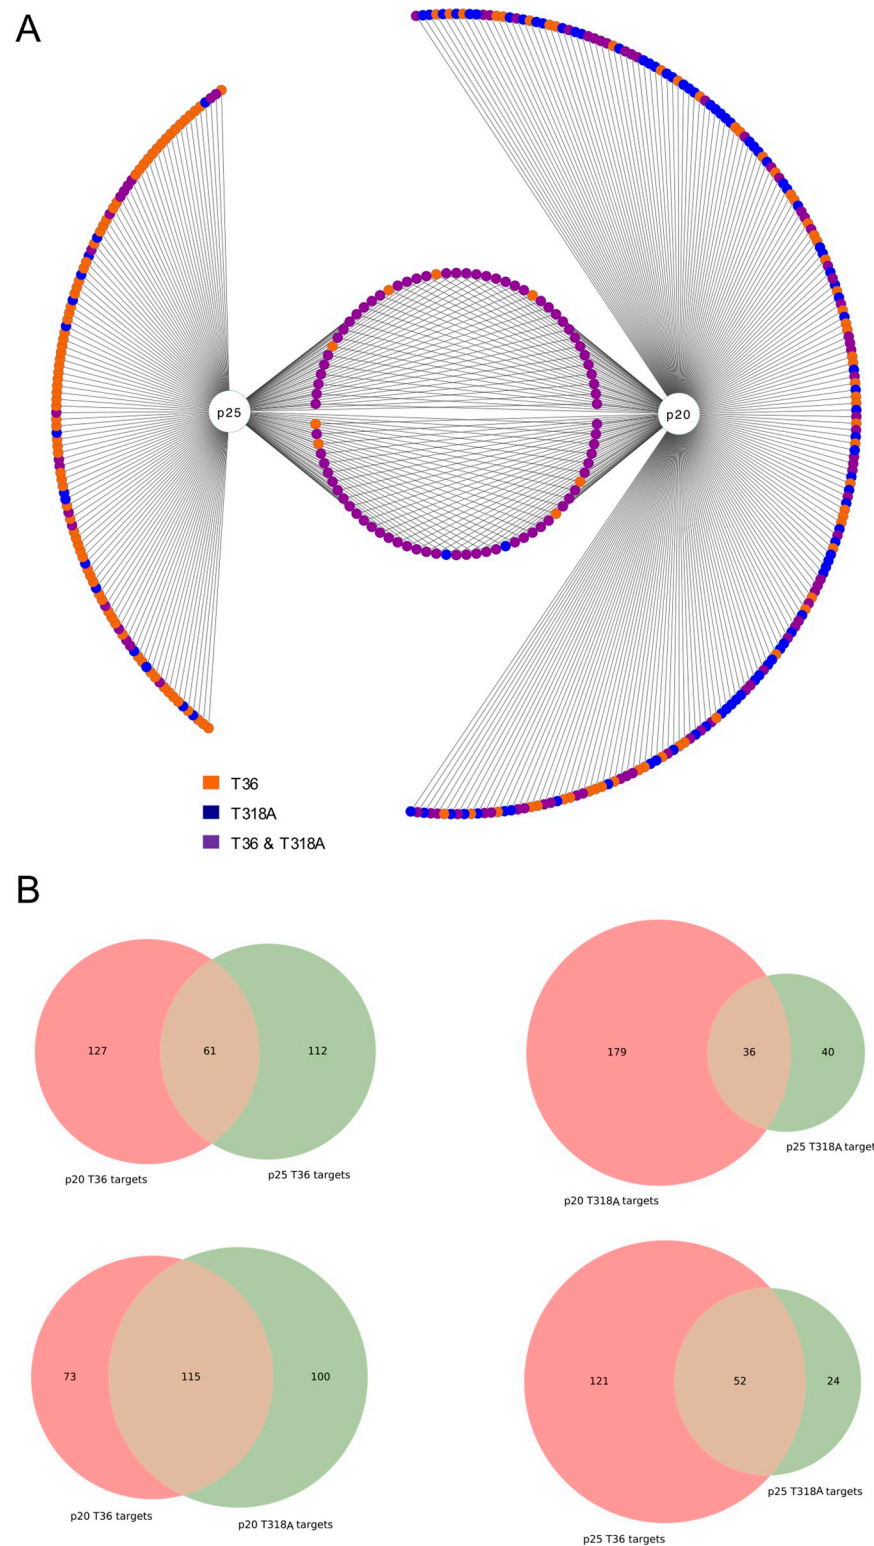 A
p25
p20
T36
T318A
T36 & T318A
B
127
61
112
p20 T36 targets
p25 T36 targets
179
36
40
p25 T318A target
p20 T318A targets
73
115
100
p20 T36 targets
p20 T318A targets
121
52
24
p25 T318A targets
p25 T36 targets